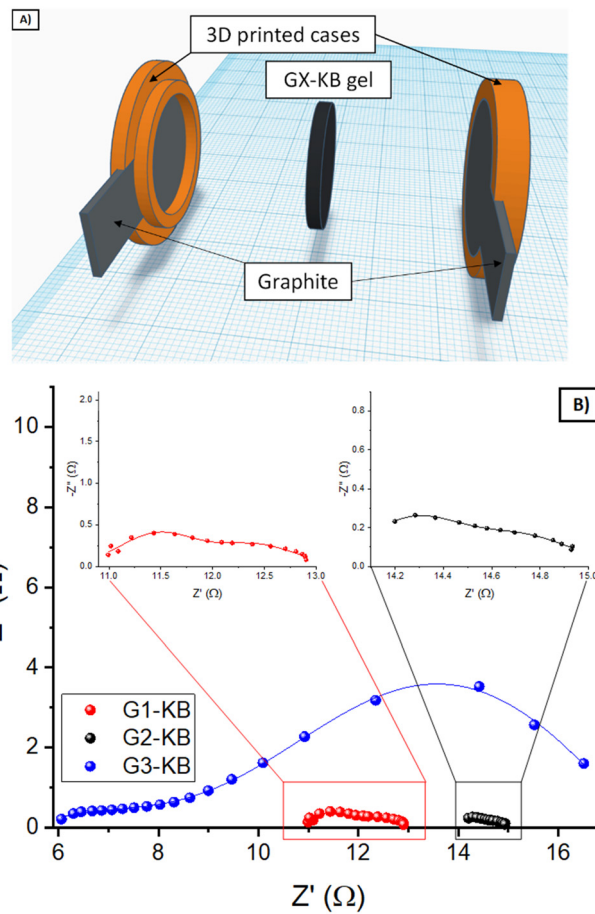 A)
3D printed cases
GX-KB gel
Graphite
B)
2.0
1.5
1.0
0.5
0.0
-Z'' (Ω)
11.0 11.5 12.0 12.5 13.0
Z' (Ω)
0.6
0.4
0.2
0.0
-Z'' (Ω)
14.2 14.4 14.6 14.8 15.0
Z' (Ω)
10
8
6
4
2
0
G1-KB
G2-KB
G3-KB
6 8 10 12 14 16
Z' (Ω)